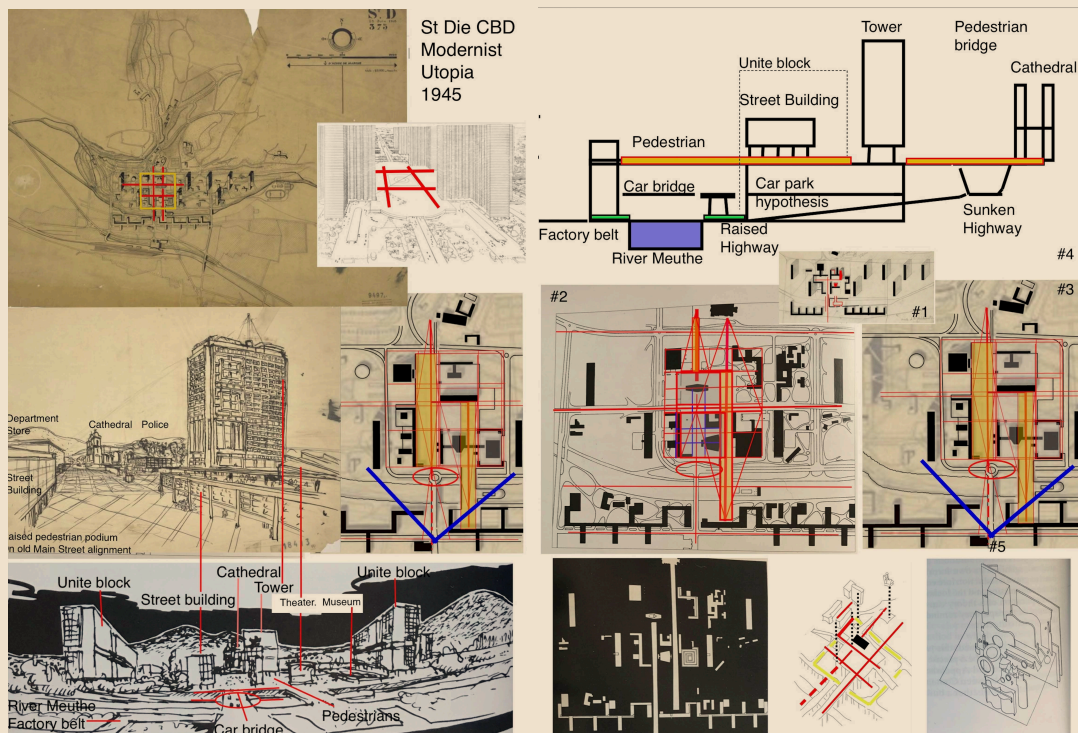 St. D
575
St Die CBD
Modernist
Utopia
1945
Tower
Pedestrian
bridge
Unite block
Cathedral
Street Building
Pedestrian
Car bridge
Car park
hypothesis
Sunken
Highway
Factory belt
Raised
Highway
River Meuthe
#4
#1
#2
#3
Department
Store
Cathedral
Police
Street
Building
aised pedestrian podium
n old Main Street alignment
#5
Unite block
Cathedral
Tower
Unite block
Street building
Theater. Museum
River Meuthe
Factory belt
Pedestrians
Car bridge